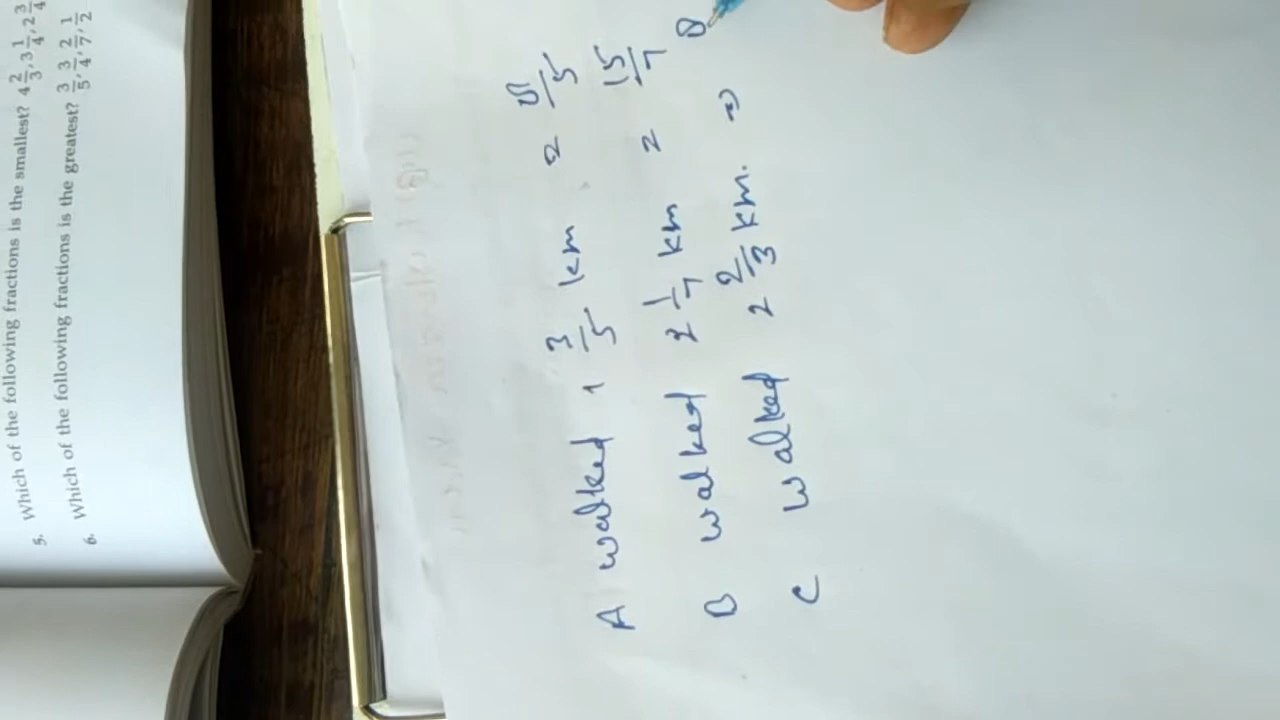 5. Which of the following fractions is the smallest? 4 2/3, 3 1/4, 2 3/4
6. Which of the following fractions is the greatest? 3/5, 3/4, 2/7, 1/2
A walked 1 3/5 km = 8/5
B walked 2 1/7 km = 15/7
C walked 2 2/3 km. = 8